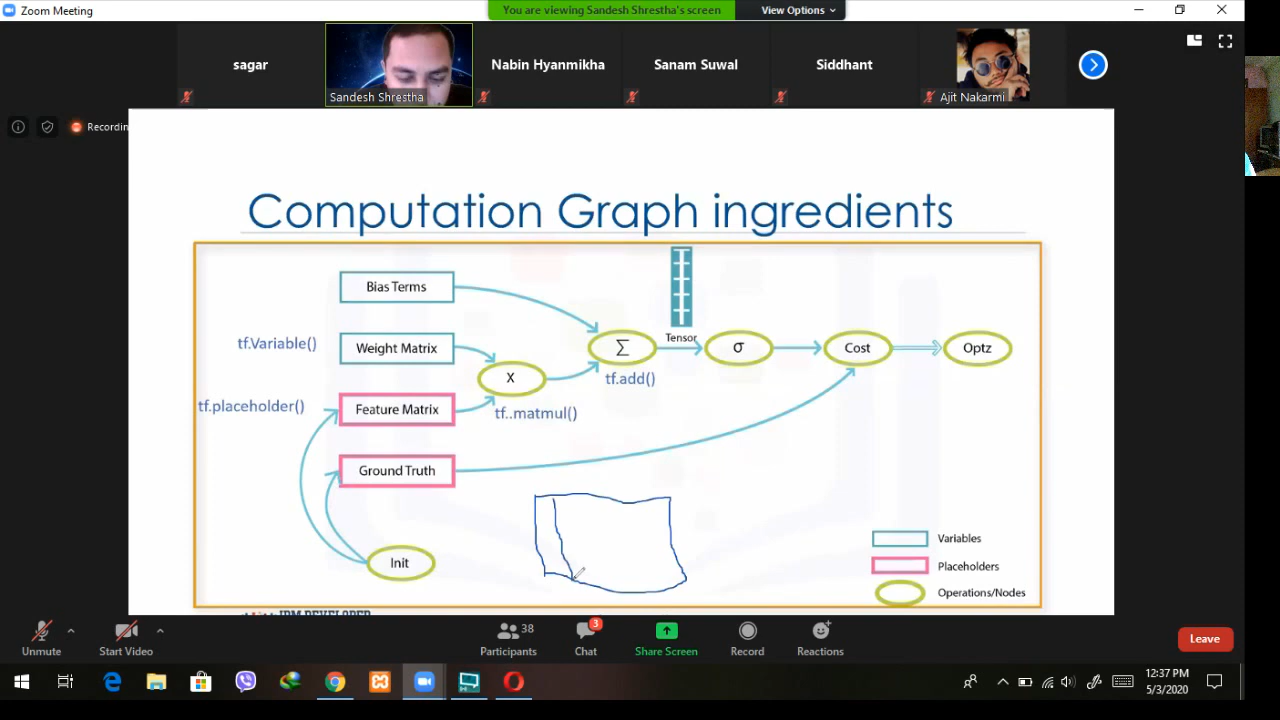 Zoom Meeting
You are viewing Sandesh Shrestha's screen
View Options
sagar
Sandesh Shrestha
Nabin Hyanmikha
Sanam Suwal
Siddhant
Ajit Nakarmi
Recordin
Computation Graph ingredients
Bias Terms
tf.Variable()
Weight Matrix
tf.placeholder()
Feature Matrix
Ground Truth
Init
X
tf..matmul()
Σ
tf.add()
Tensor
σ
Cost
Optz
Variables
Placeholders
Operations/Nodes
IBM DEVELOPER
Unmute
Start Video
38
Participants
3
Chat
Share Screen
Record
Reactions
Leave
12:37 PM
5/3/2020